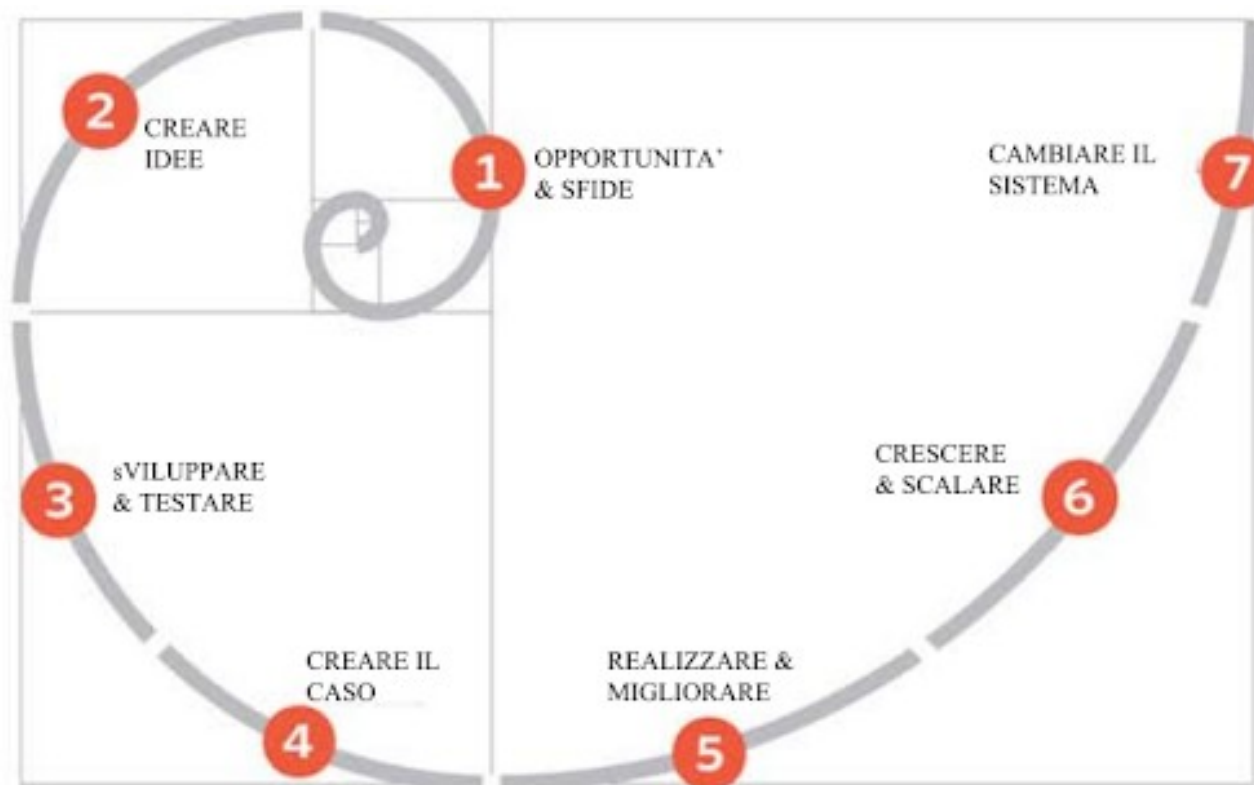 1
OPPORTUNITA'
& SFIDE
2
CREARE
IDEE
3
sVILUPPARE
& TESTARE
4
CREARE IL
CASO
5
REALIZZARE &
MIGLIORARE
6
CRESCERE
& SCALARE
7
CAMBIARE IL
SISTEMA